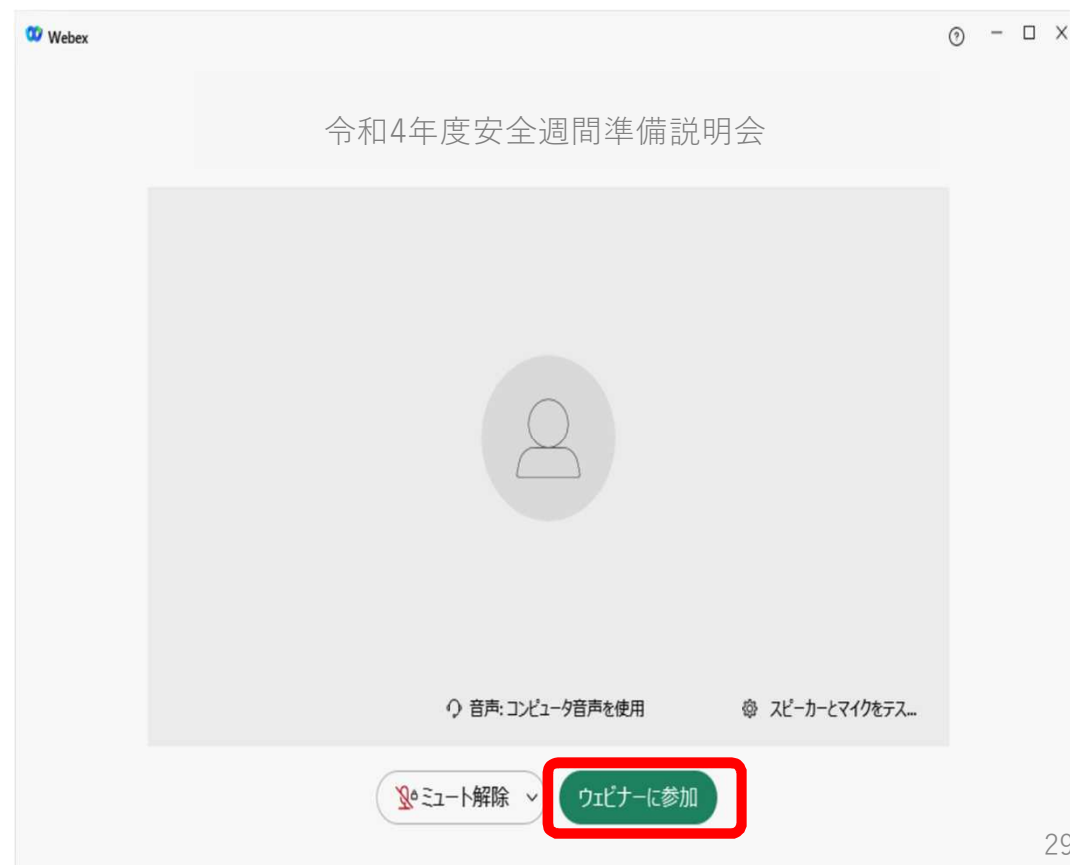 Webex
令和4年度安全週間準備説明会
音声: コンピュータ音声を使用
スピーカーとマイクをテス...
ミュート解除
ウェビナーに参加
29